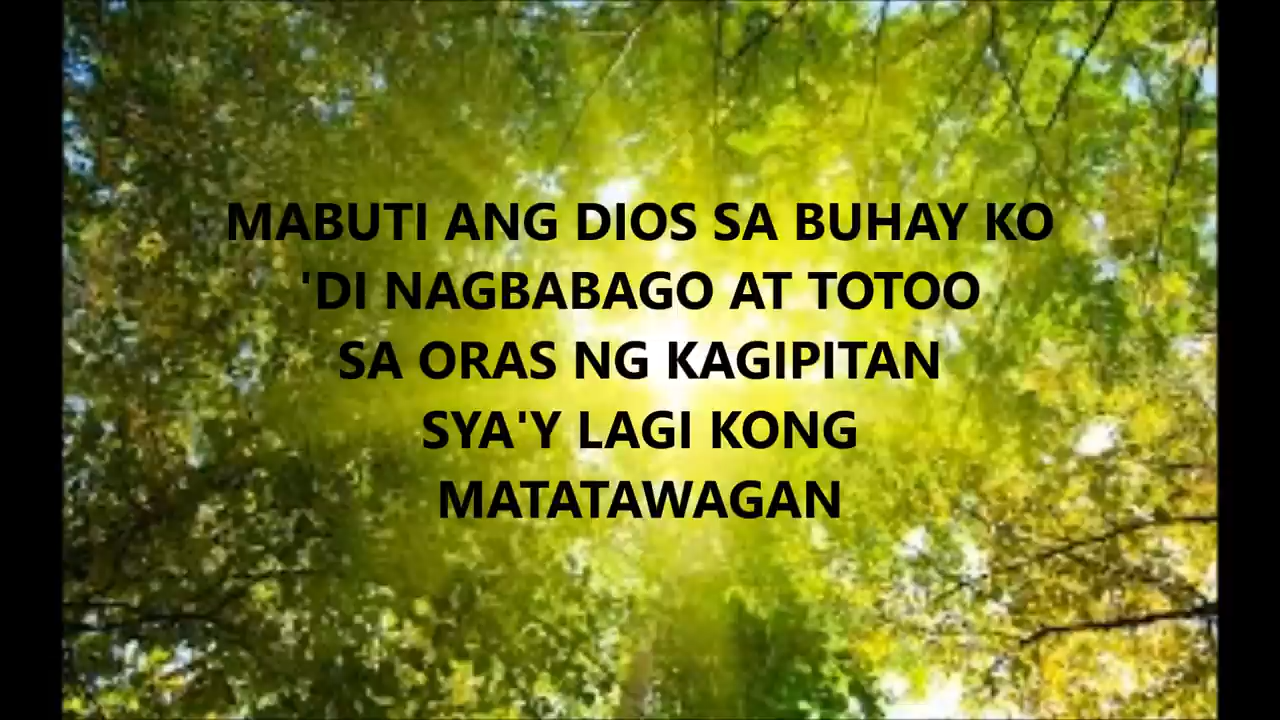 MABUTI ANG DIOS SA BUHAY KO
'DI NAGBABAGO AT TOTOO
SA ORAS NG KAGIPITAN
SYA'Y LAGI KONG
MATATAWAGAN